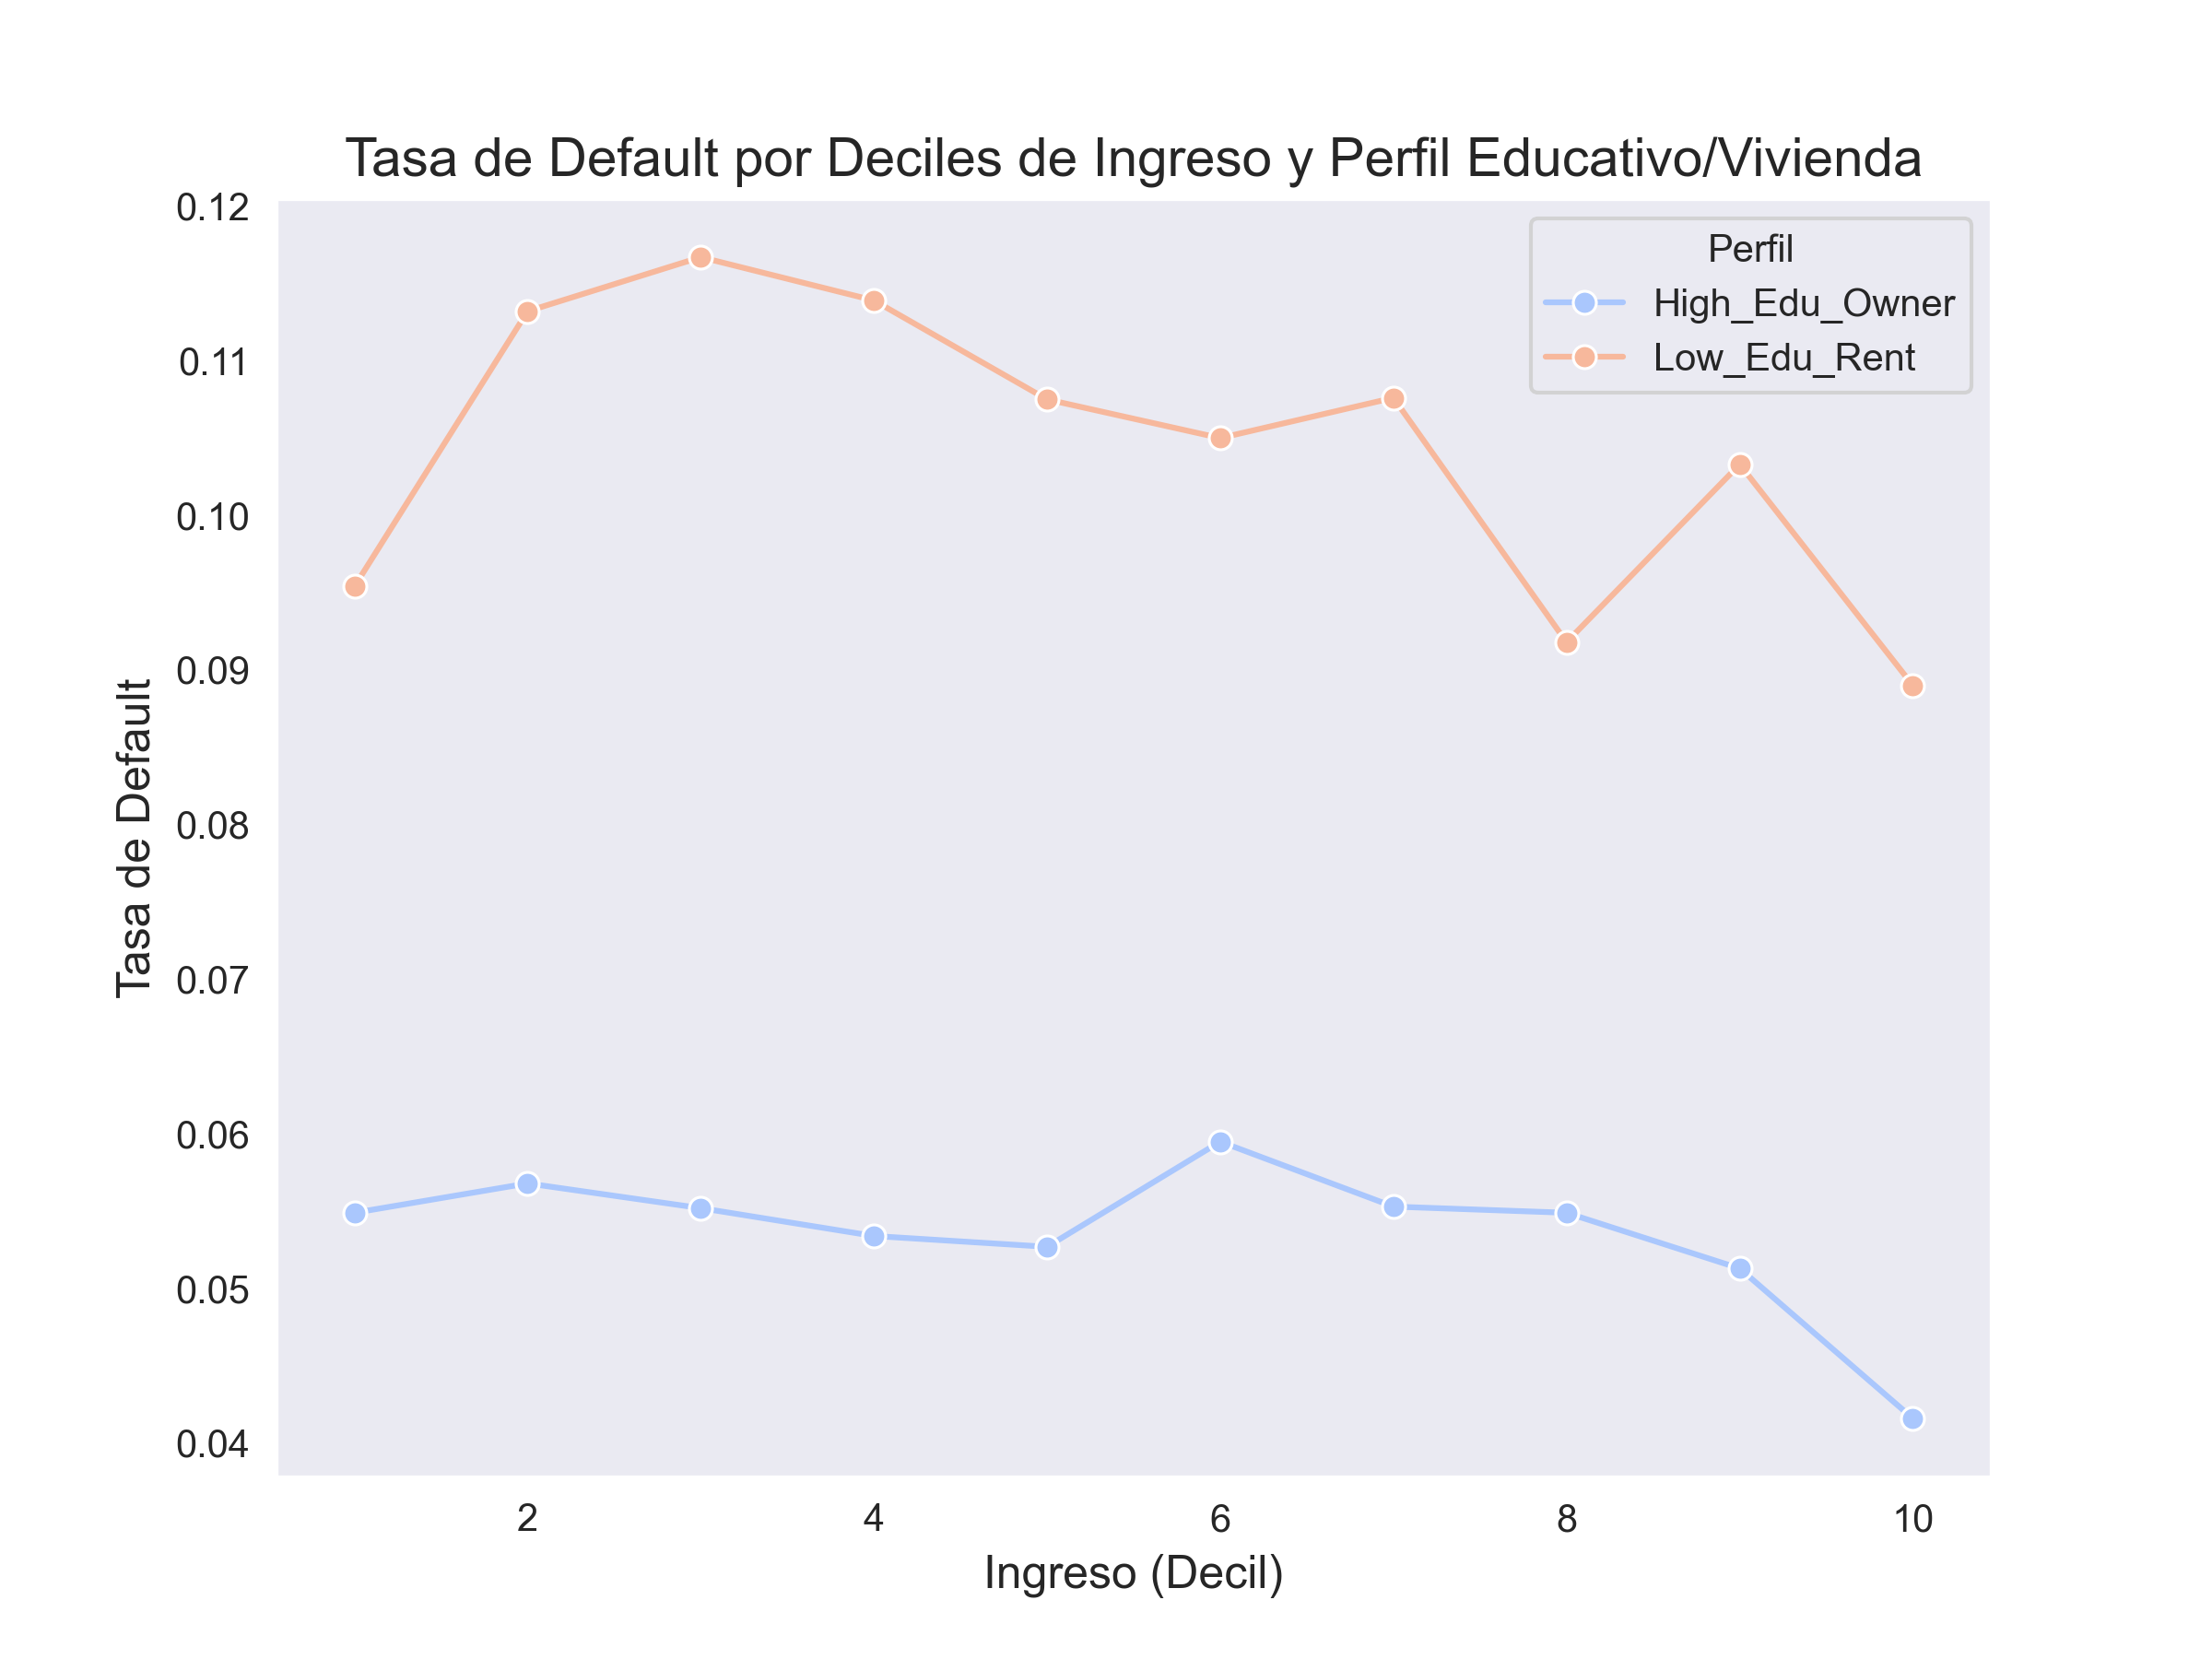 Tasa de Default por Deciles de Ingreso y Perfil Educativo/Vivienda
Perfil
High_Edu_Owner
Low_Edu_Rent
Tasa de Default
0.12
0.11
0.10
0.09
0.08
0.07
0.06
0.05
0.04
2 4 6 8 10
Ingreso (Decil)